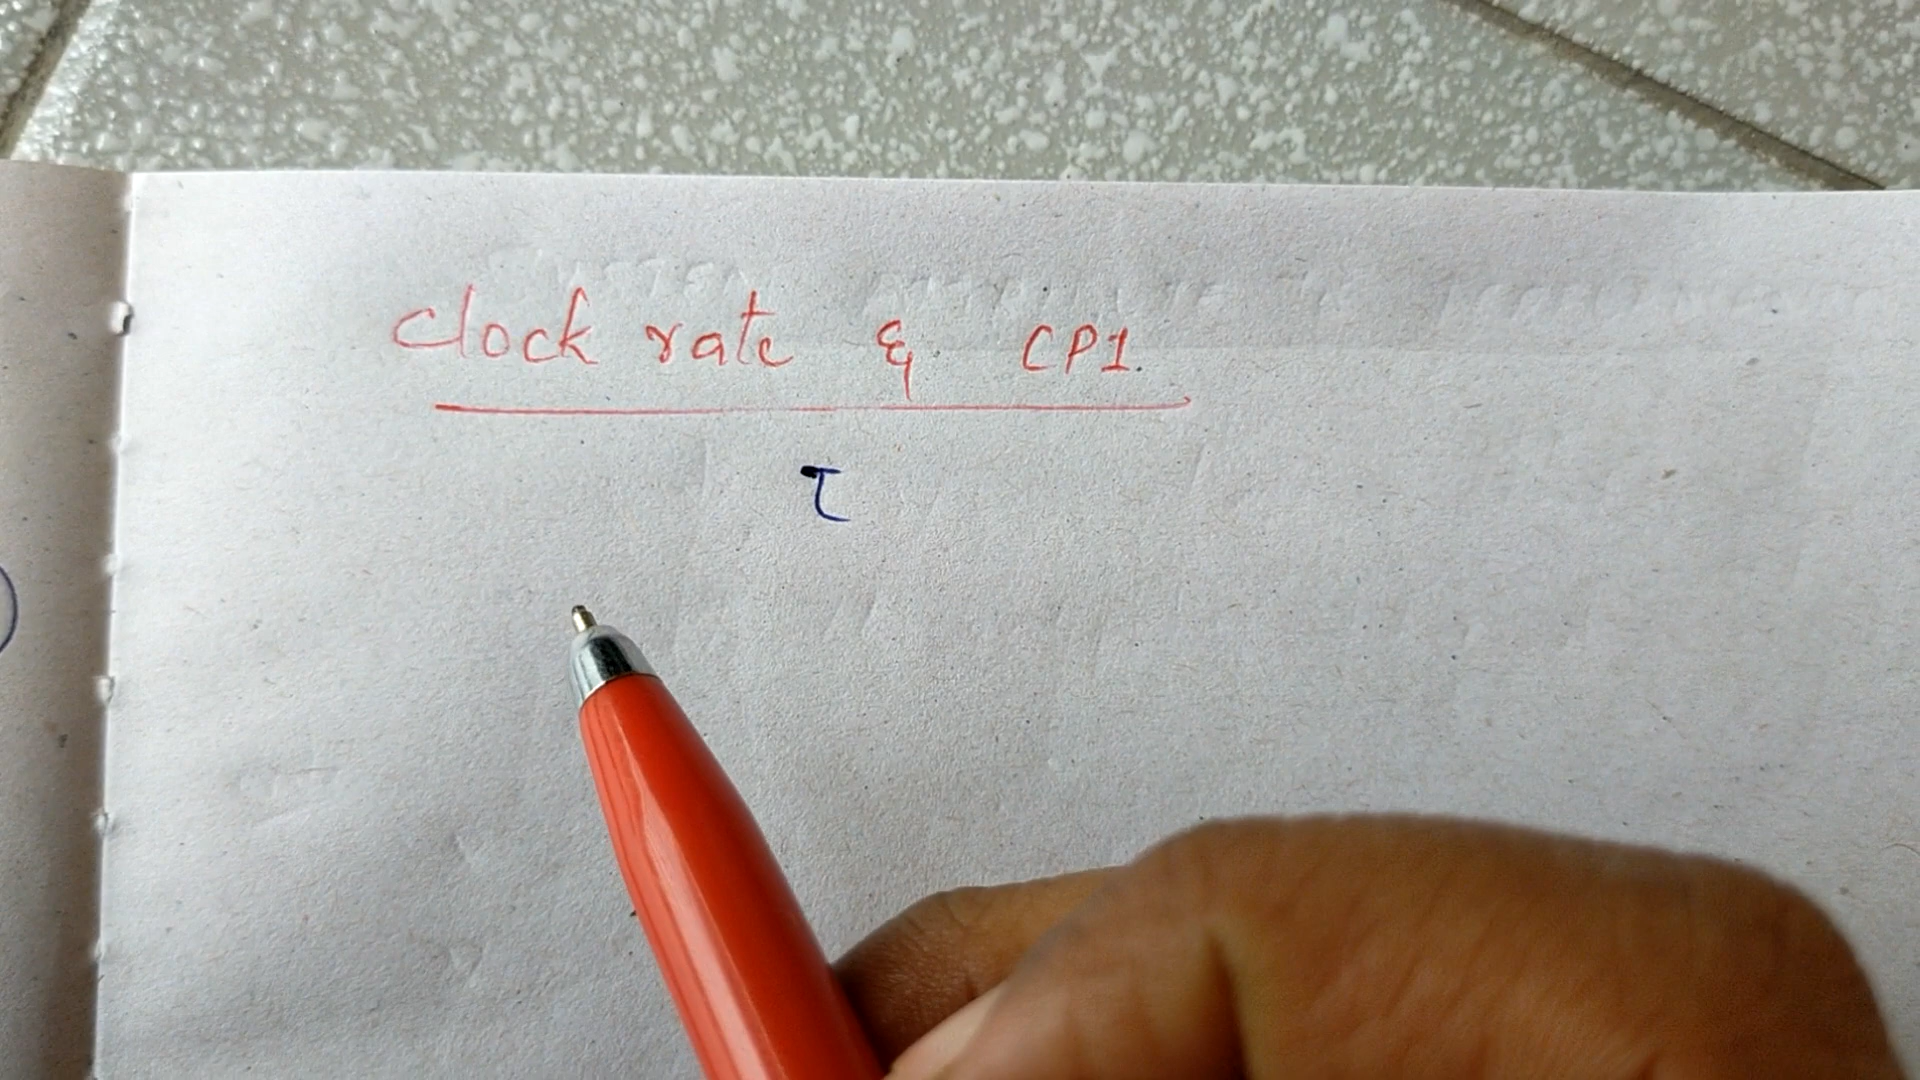 Clock rate & CPI.
τ